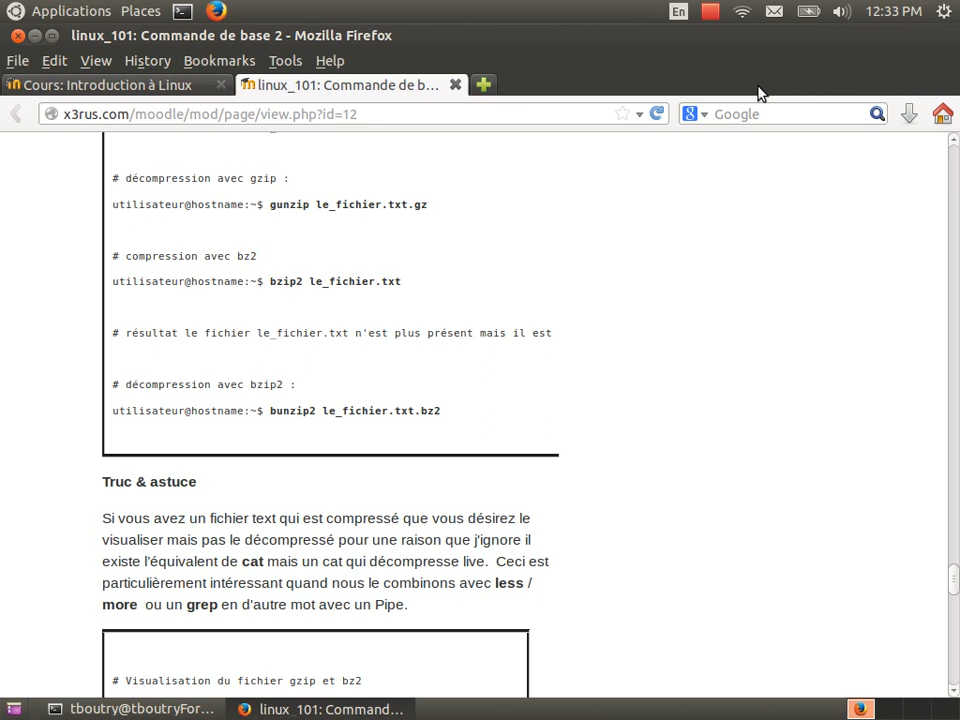 Applications Places En 12:33 PM
linux_101: Commande de base 2 - Mozilla Firefox
File Edit View History Bookmarks Tools Help
Cours: Introduction à Linux linux_101: Commande de b...
x3rus.com/moodle/mod/page/view.php?id=12 Google
# décompression avec gzip :
utilisateur@hostname:~$ gunzip le_fichier.txt.gz
# compression avec bz2
utilisateur@hostname:~$ bzip2 le_fichier.txt
# résultat le fichier le_fichier.txt n'est plus présent mais il est
# décompression avec bzip2 :
utilisateur@hostname:~$ bunzip2 le_fichier.txt.bz2
Truc & astuce
Si vous avez un fichier text qui est compressé que vous désirez le
visualiser mais pas le décompressé pour une raison que j'ignore il
existe l'équivalent de cat mais un cat qui décompresse live. Ceci est
particulièrement intéressant quand nous le combinons avec less /
more ou un grep en d'autre mot avec un Pipe.
# Visualisation du fichier gzip et bz2
tboutry@tboutryFor... linux_101: Command...